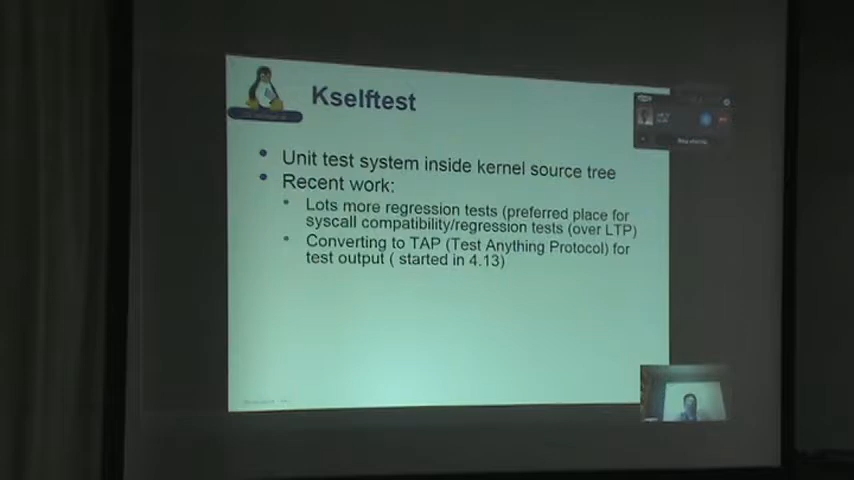 Kselftest
Unit test system inside kernel source tree
Recent work:
Lots more regression tests (preferred place for
syscall compatibility/regression tests (over LTP)
Converting to TAP (Test Anything Protocol) for
test output ( started in 4.13)